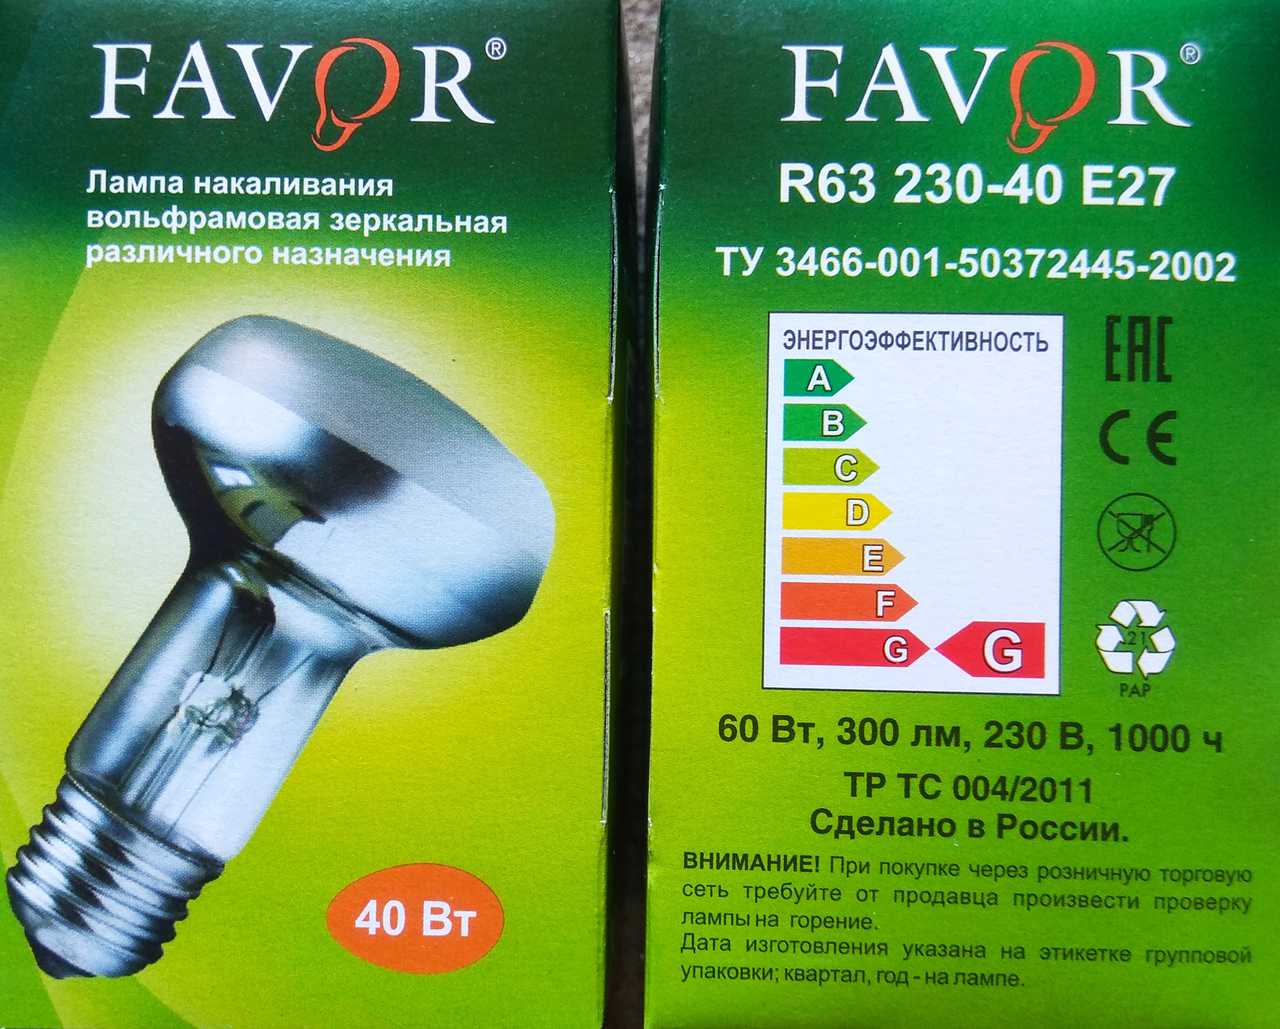 FAVOR®
Лампа накаливания
вольфрамовая зеркальная
различного назначения
40 Вт
FAVOR®
R63 230-40 E27
ТУ 3466-001-50372445-2002
ЭНЕРГОЭФФЕКТИВНОСТЬ
A
B
C
D
E
F
G
G
EAC
CE
21
PAP
60 Вт, 300 лм, 230 В, 1000 ч
ТР ТС 004/2011
Сделано в России.
ВНИМАНИЕ! При покупке через розничную торговую
сеть требуйте от продавца произвести проверку
лампы на горение.
Дата изготовления указана на этикетке групповой
упаковки; квартал, год - на лампе.